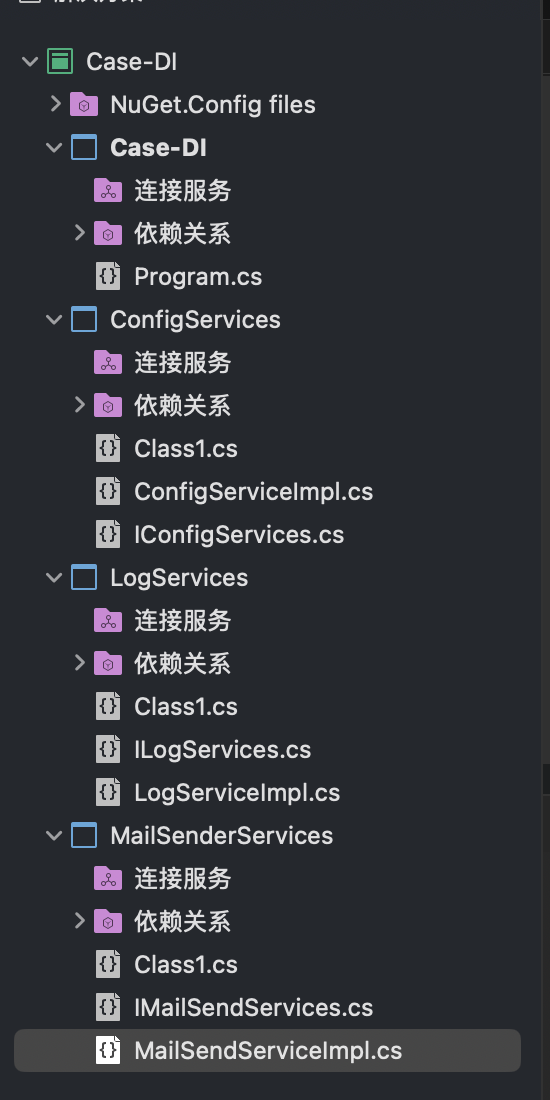 Case-DI
NuGet.Config files
Case-DI
连接服务
依赖关系
Program.cs
ConfigServices
连接服务
依赖关系
Class1.cs
ConfigServiceImpl.cs
IConfigServices.cs
LogServices
连接服务
依赖关系
Class1.cs
ILogServices.cs
LogServiceImpl.cs
MailSenderServices
连接服务
依赖关系
Class1.cs
IMailSendServices.cs
MailSendServiceImpl.cs